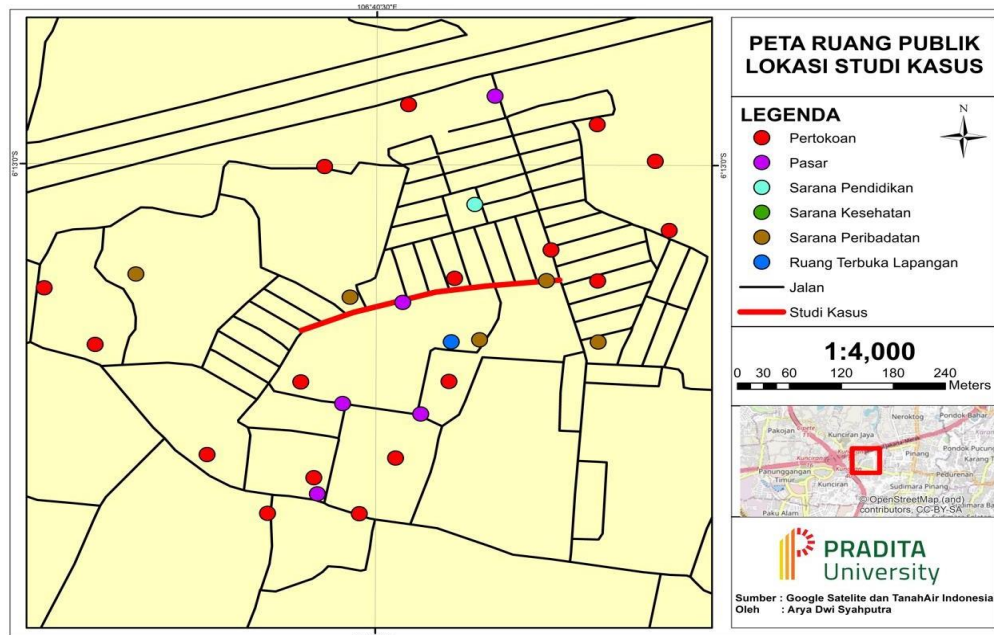 106°40'30"E
6°13'0"S
6°13'0"S
PETA RUANG PUBLIK
LOKASI STUDI KASUS
LEGENDA
N
Pertokoan
Pasar
Sarana Pendidikan
Sarana Kesehatan
Sarana Peribadatan
Ruang Terbuka Lapangan
Jalan
Studi Kasus
1:4,000
0 30 60 120 180 240
Meters
Neroktog
Pondok Bahar
Pakojan
Kunciran Jaya
Pinang
Pondok Pucung
Karang T
Panunggangan
Timur
Kunciran
Pedurenan
Sudimara Pinang
Paku Alam
© OpenStreetMap (and)
contributors, CC-BY-SA
PRADITA
University
Sumber : Google Satelite dan TanahAir Indonesia
Oleh : Arya Dwi Syahputra